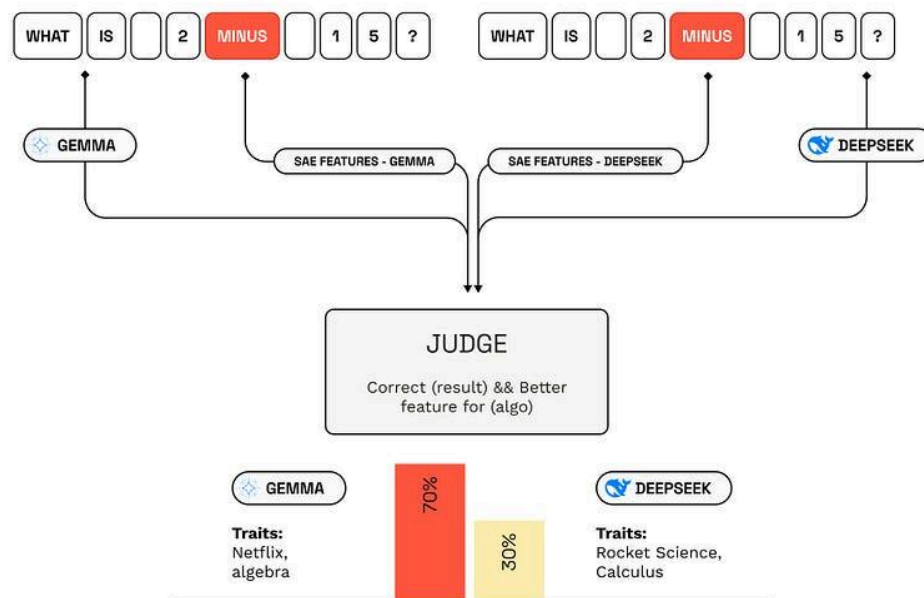 WHAT IS 2 MINUS 1 5 ?
WHAT IS 2 MINUS 1 5 ?
GEMMA
SAE FEATURES - GEMMA
SAE FEATURES - DEEPSEEK
DEEPSEEK
JUDGE
Correct (result) && Better
feature for (algo)
GEMMA
Traits:
Netflix,
algebra
70%
30%
DEEPSEEK
Traits:
Rocket Science,
Calculus